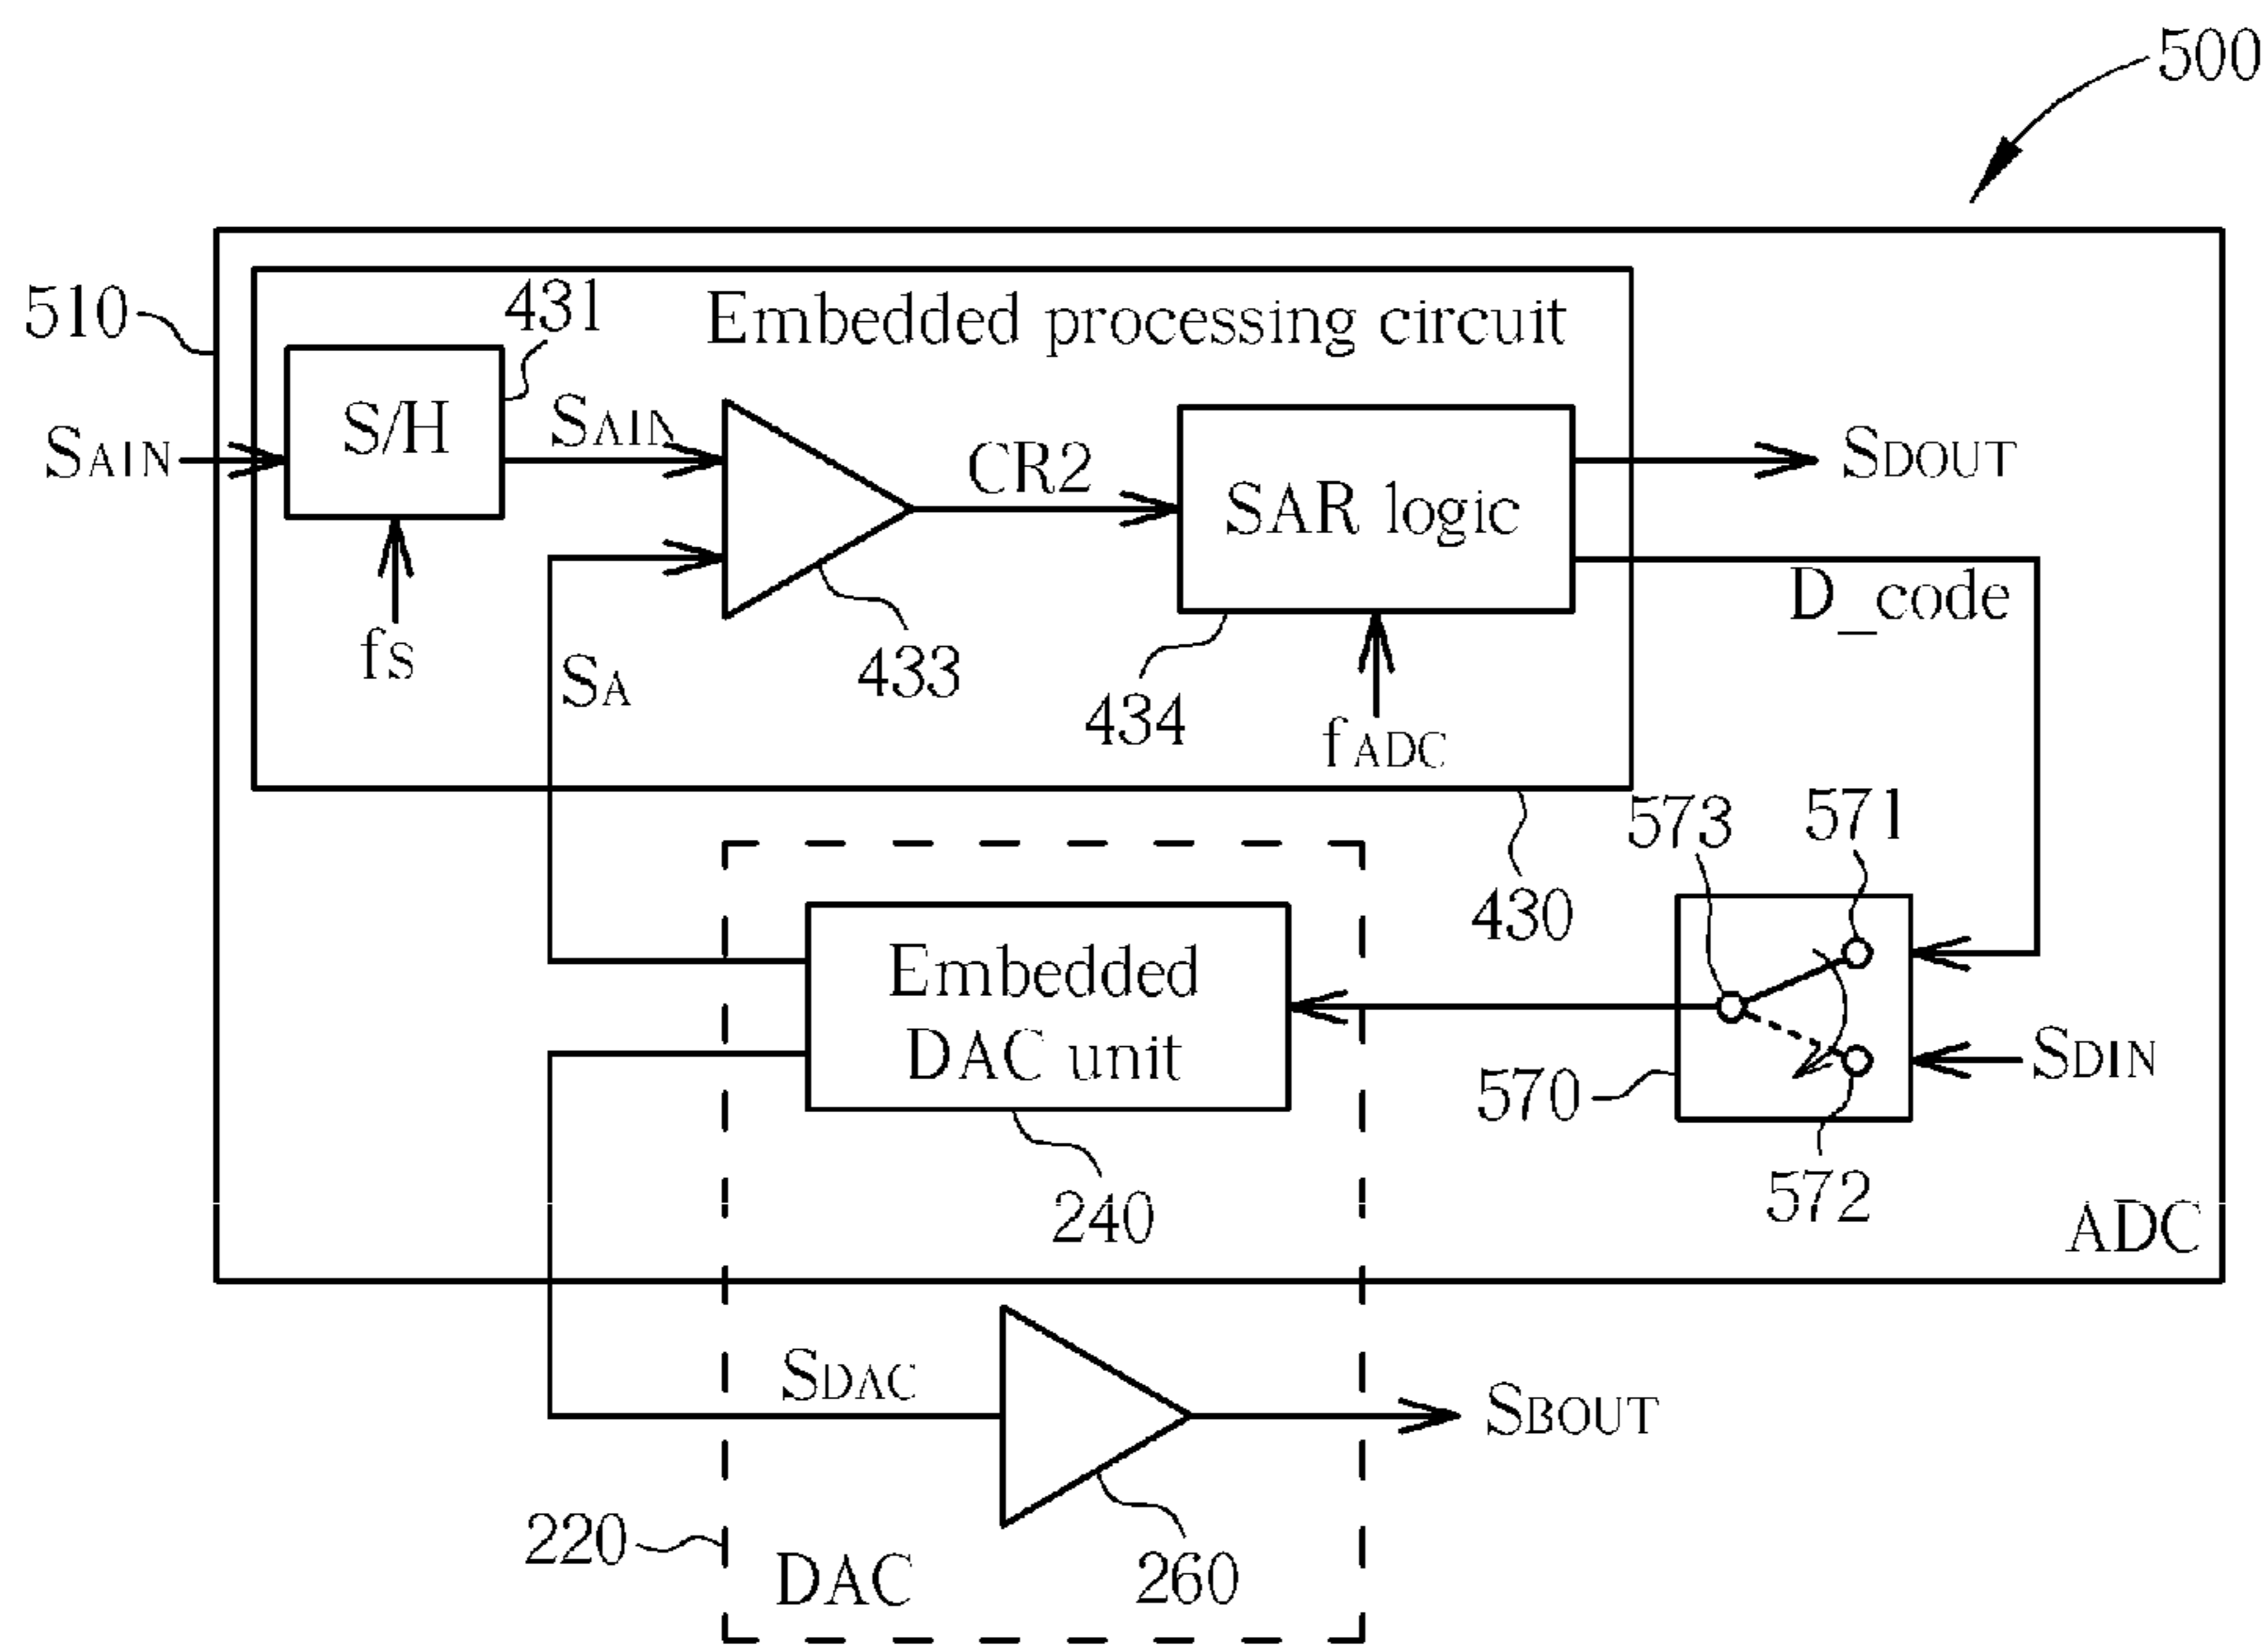 500
510
431
Embedded processing circuit
S/H
SAIN
SAIN
CR2
SAR logic
SDOUT
D_code
fs
SA
433
434
fADC
573
571
430
Embedded
DAC unit
SDIN
570
572
240
ADC
SDAC
SBOUT
220
DAC
260